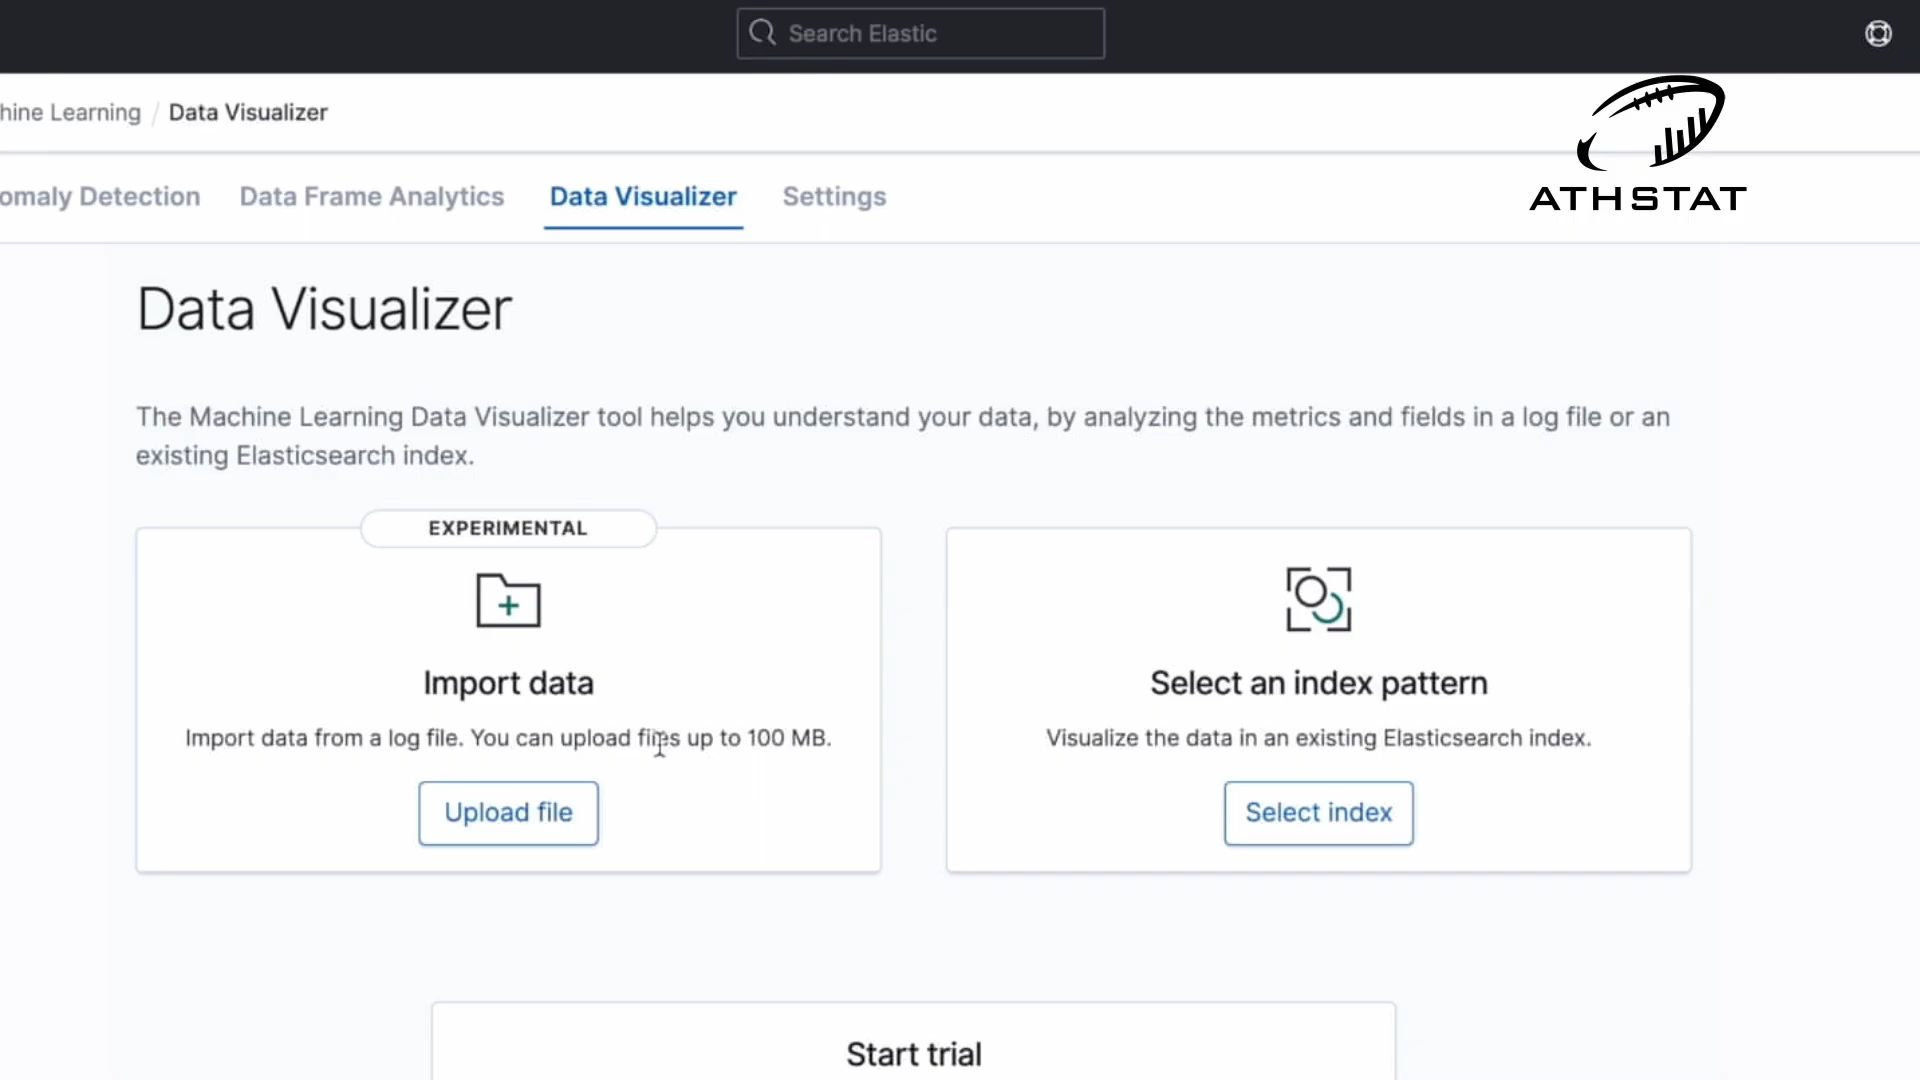 Search Elastic
hine Learning / Data Visualizer
ATHSTAT
omaly Detection
Data Frame Analytics
Data Visualizer
Settings
Data Visualizer
The Machine Learning Data Visualizer tool helps you understand your data, by analyzing the metrics and fields in a log file or an
existing Elasticsearch index.
EXPERIMENTAL
Import data
Import data from a log file. You can upload files up to 100 MB.
Upload file
Select an index pattern
Visualize the data in an existing Elasticsearch index.
Select index
Start trial